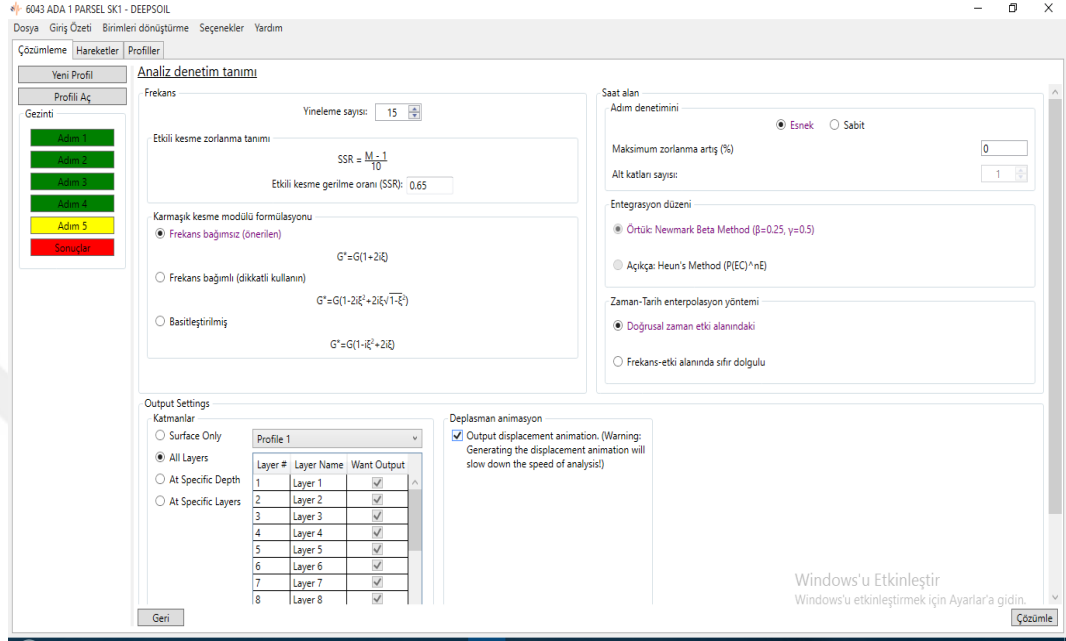 6043 ADA 1 PARSEL SK1 - DEEPSOIL
Dosya Giriş Özeti Birimleri dönüştürme Seçenekler Yardım
Çözümleme Hareketler Profiller
Yeni Profil
Profili Aç
Gezinti
Adım 1
Adım 2
Adım 3
Adım 4
Adım 5
Sonuçlar
Analiz denetim tanımı
Frekans
Yineleme sayısı: 15
Etkili kesme zorlanma tanımı
SSR = M - 1 / 10
Etkili kesme gerilme oranı (SSR): 0.65
Karmaşık kesme modülü formülasyonu
Frekans bağımsız (önerilen)
G*=G(1+2iξ)
Frekans bağımlı (dikkatli kullanın)
G*=G(1-2iξ²+2iξ√1-ξ²)
Basitleştirilmiş
G*=G(1-iξ²+2iξ)
Saat alan
Adım denetimini
Esnek Sabit
Maksimum zorlanma artış (%) 0
Alt katları sayısı: 1
Entegrasyon düzeni
Örtük: Newmark Beta Method (β=0.25, γ=0.5)
Açıkça: Heun's Method (P(EC)^nE)
Zaman-Tarih enterpolasyon yöntemi
Doğrusal zaman etki alanındaki
Frekans-etki alanında sıfır dolgulu
Output Settings
Katmanlar
Surface Only
All Layers
At Specific Depth
At Specific Layers
Profile 1
Layer # Layer Name Want Output
1 Layer 1
2 Layer 2
3 Layer 3
4 Layer 4
5 Layer 5
6 Layer 6
7 Layer 7
8 Layer 8
Deplasman animasyon
Output displacement animation. (Warning:
Generating the displacement animation will
slow down the speed of analysis!)
Windows'u Etkinleştir
Windows'u etkinleştirmek için Ayarlar'a gidin.
Geri
Çözümle